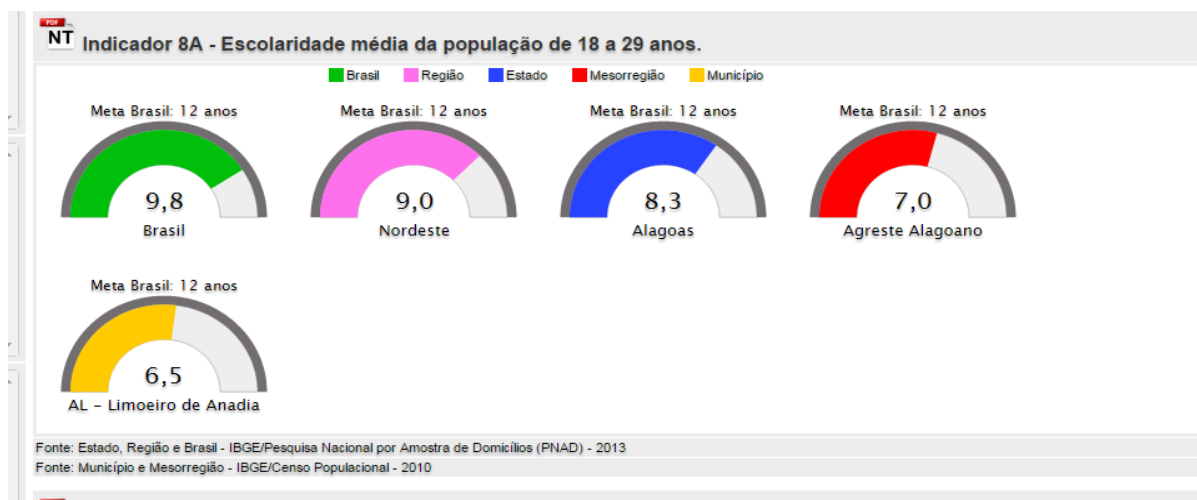 PDF
NT Indicador 8A - Escolaridade média da população de 18 a 29 anos.
Brasil Região Estado Mesorregião Município
Meta Brasil: 12 anos Meta Brasil: 12 anos Meta Brasil: 12 anos Meta Brasil: 12 anos
9,8 9,0 8,3 7,0
Brasil Nordeste Alagoas Agreste Alagoano
Meta Brasil: 12 anos
6,5
AL – Limoeiro de Anadia
Fonte: Estado, Região e Brasil - IBGE/Pesquisa Nacional por Amostra de Domicílios (PNAD) - 2013
Fonte: Município e Mesorregião - IBGE/Censo Populacional - 2010